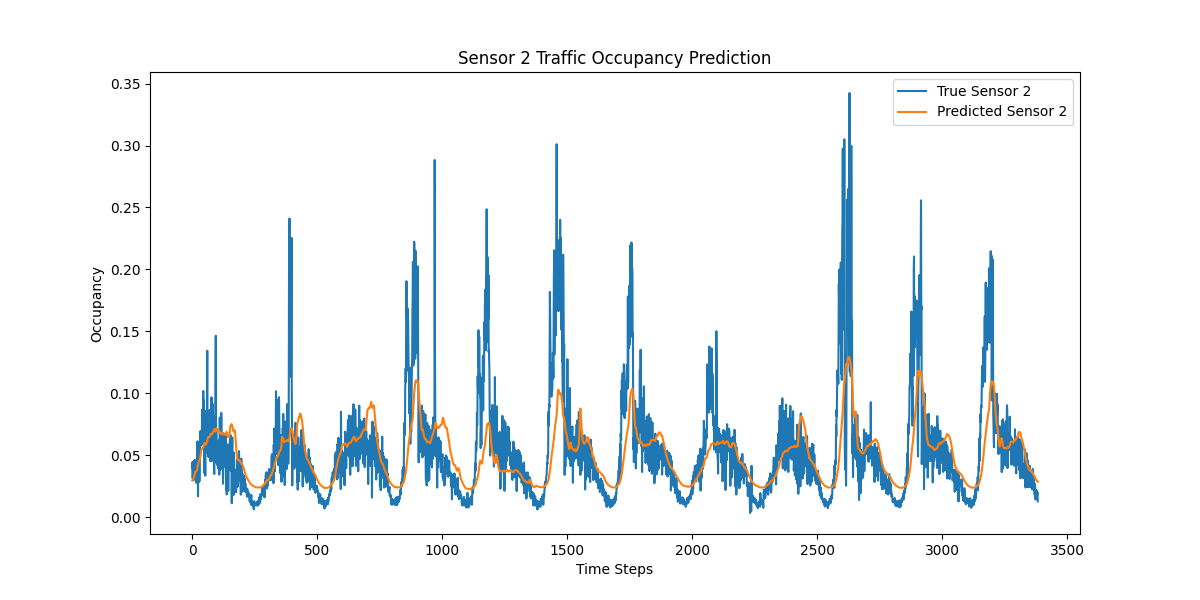 Sensor 2 Traffic Occupancy Prediction
True Sensor 2
Predicted Sensor 2
Occupancy
0.35
0.30
0.25
0.20
0.15
0.10
0.05
0.00
0 500 1000 1500 2000 2500 3000 3500
Time Steps